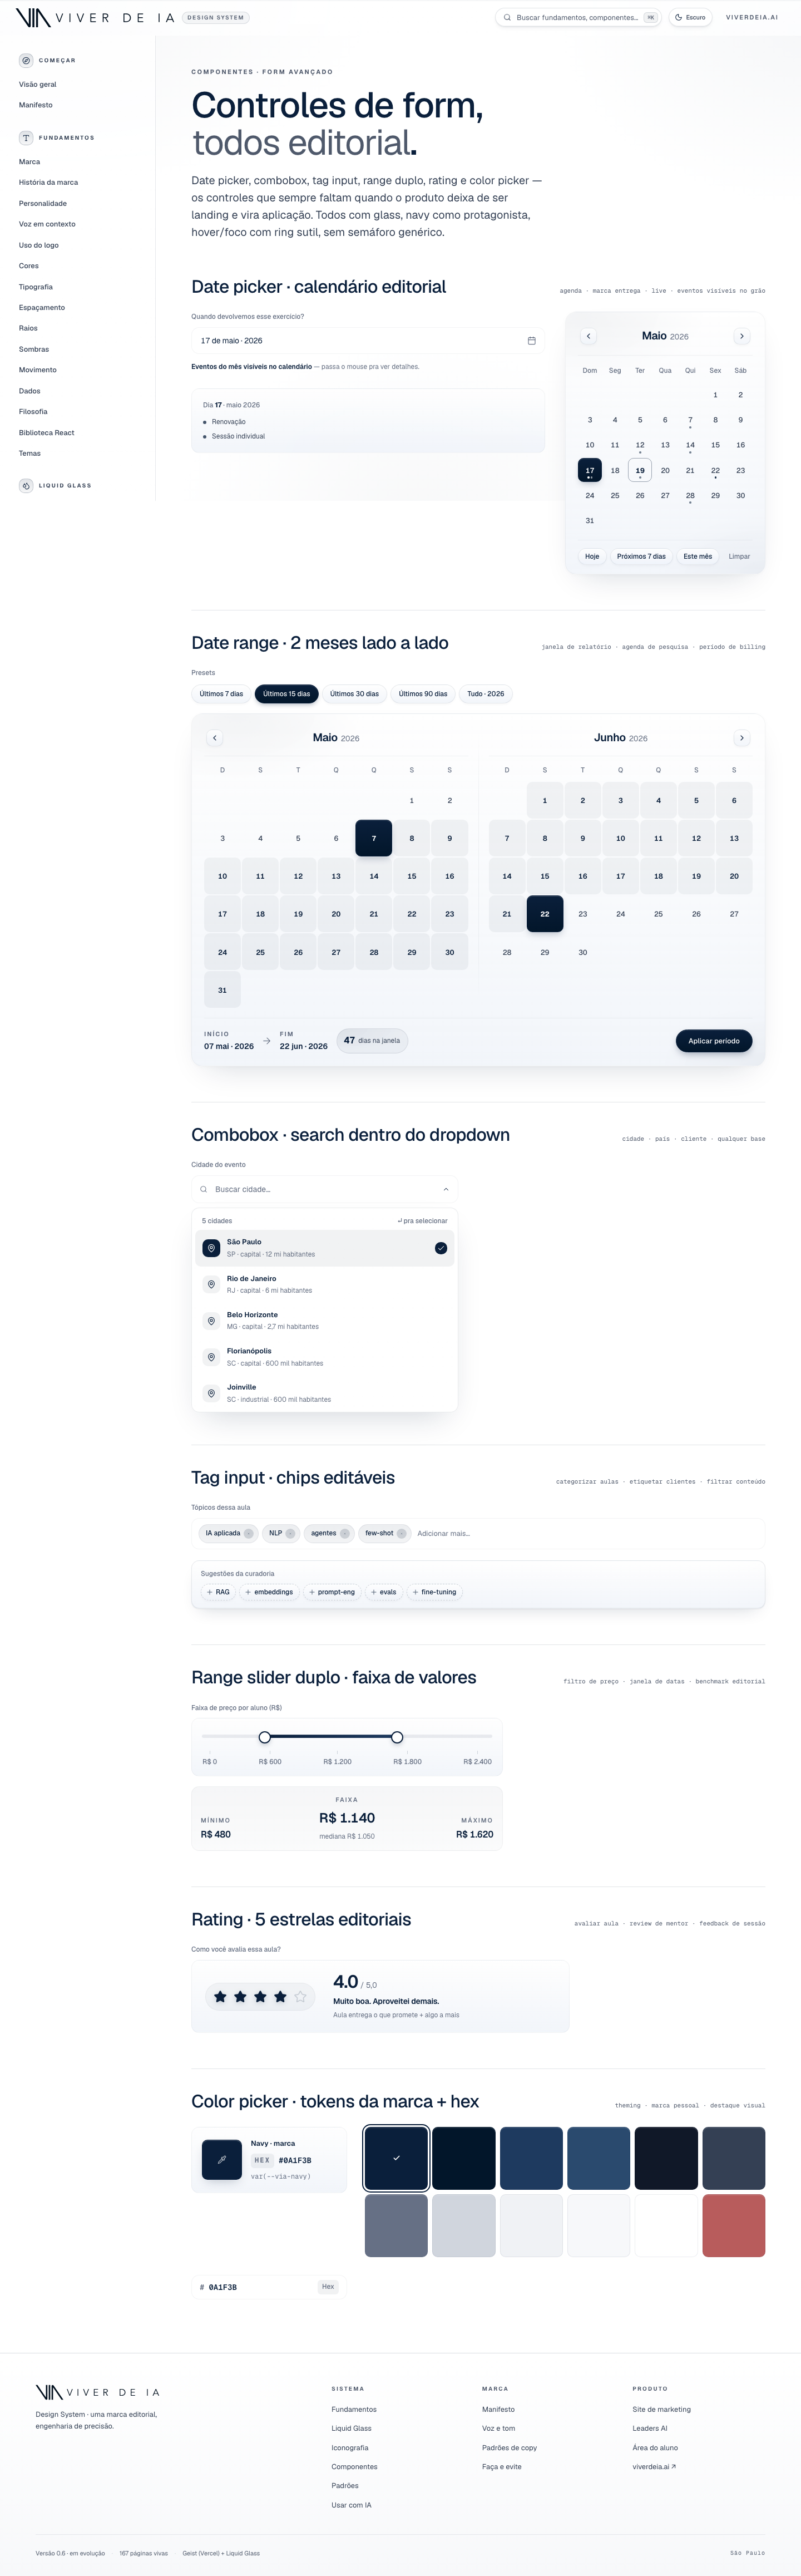 VIVER DE IA
DESIGN SYSTEM
Buscar fundamentos, componentes...
⌘K
Escuro
VIVERDEIA.AI
COMEÇAR
Visão geral
Manifesto
FUNDAMENTOS
Marca
História da marca
Personalidade
Voz em contexto
Uso do logo
Cores
Tipografia
Espaçamento
Raios
Sombras
Movimento
Dados
Filosofia
Biblioteca React
Temas
LIQUID GLASS
COMPONENTES · FORM AVANÇADO
Controles de form,
todos editorial.
Date picker, combobox, tag input, range duplo, rating e color picker —
os controles que sempre faltam quando o produto deixa de ser
landing e vira aplicação. Todos com glass, navy como protagonista,
hover/foco com ring sutil, sem semáforo genérico.
Date picker · calendário editorial
agenda · marca entrega · live · eventos visíveis no grão
Quando devolvemos esse exercício?
17 de maio · 2026
Eventos do mês visíveis no calendário — passa o mouse pra ver detalhes.
Dia 17 · maio 2026
Renovação
Sessão individual
Maio 2026
Dom Seg Ter Qua Qui Sex Sáb
1 2
3 4 5 6 7 8 9
10 11 12 13 14 15 16
17 18 19 20 21 22 23
24 25 26 27 28 29 30
31
Hoje
Próximos 7 dias
Este mês
Limpar
Date range · 2 meses lado a lado
janela de relatório · agenda de pesquisa · período de billing
Presets
Últimos 7 dias
Últimos 15 dias
Últimos 30 dias
Últimos 90 dias
Tudo · 2026
Maio 2026
D S T Q Q S S
1 2
3 4 5 6 7 8 9
10 11 12 13 14 15 16
17 18 19 20 21 22 23
24 25 26 27 28 29 30
31
Junho 2026
D S T Q Q S S
1 2 3 4 5 6
7 8 9 10 11 12 13
14 15 16 17 18 19 20
21 22 23 24 25 26 27
28 29 30
INÍCIO
07 mai · 2026
FIM
22 jun · 2026
47 dias na janela
Aplicar período
Combobox · search dentro do dropdown
cidade · país · cliente · qualquer base
Cidade do evento
Buscar cidade...
5 cidades
⏎ pra selecionar
São Paulo
SP · capital · 12 mi habitantes
Rio de Janeiro
RJ · capital · 6 mi habitantes
Belo Horizonte
MG · capital · 2,7 mi habitantes
Florianópolis
SC · capital · 600 mil habitantes
Joinville
SC · industrial · 600 mil habitantes
Tag input · chips editáveis
categorizar aulas · etiquetar clientes · filtrar conteúdo
Tópicos dessa aula
IA aplicada
NLP
agentes
few-shot
Adicionar mais...
Sugestões da curadoria
+ RAG
+ embeddings
+ prompt-eng
+ evals
+ fine-tuning
Range slider duplo · faixa de valores
filtro de preço · janela de datas · benchmark editorial
Faixa de preço por aluno (R$)
R$ 0
R$ 600
R$ 1.200
R$ 1.800
R$ 2.400
FAIXA
MÍNIMO
R$ 480
R$ 1.140
mediana R$ 1.050
MÁXIMO
R$ 1.620
Rating · 5 estrelas editoriais
avaliar aula · review de mentor · feedback de sessão
Como você avalia essa aula?
4.0 / 5,0
Muito boa. Aproveitei demais.
Aula entrega o que promete + algo a mais
Color picker · tokens da marca + hex
theming · marca pessoal · destaque visual
Navy · marca
HEX #0A1F3B
var(--via-navy)
# 0A1F3B
Hex
VIVER DE IA
Design System · uma marca editorial,
engenharia de precisão.
SISTEMA
Fundamentos
Liquid Glass
Iconografia
Componentes
Padrões
Usar com IA
MARCA
Manifesto
Voz e tom
Padrões de copy
Faça e evite
PRODUTO
Site de marketing
Leaders AI
Área do aluno
viverdeia.ai ↗
Versão 0.6 · em evolução
167 páginas vivas
Geist (Vercel) + Liquid Glass
São Paulo